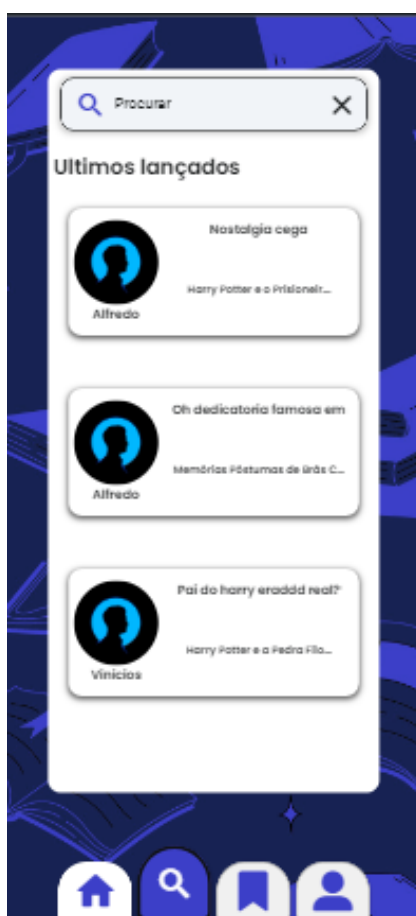 Procurar
Ultimos lançados
Nostalgia cega
Harry Potter e o Prisioneir...
Alfredo
Oh dedicatoria famosa em
Memórias Póstumas de Brás C...
Alfredo
Pai do harry eraddd real?
Harry Potter e a Pedra Filo...
Vinicios